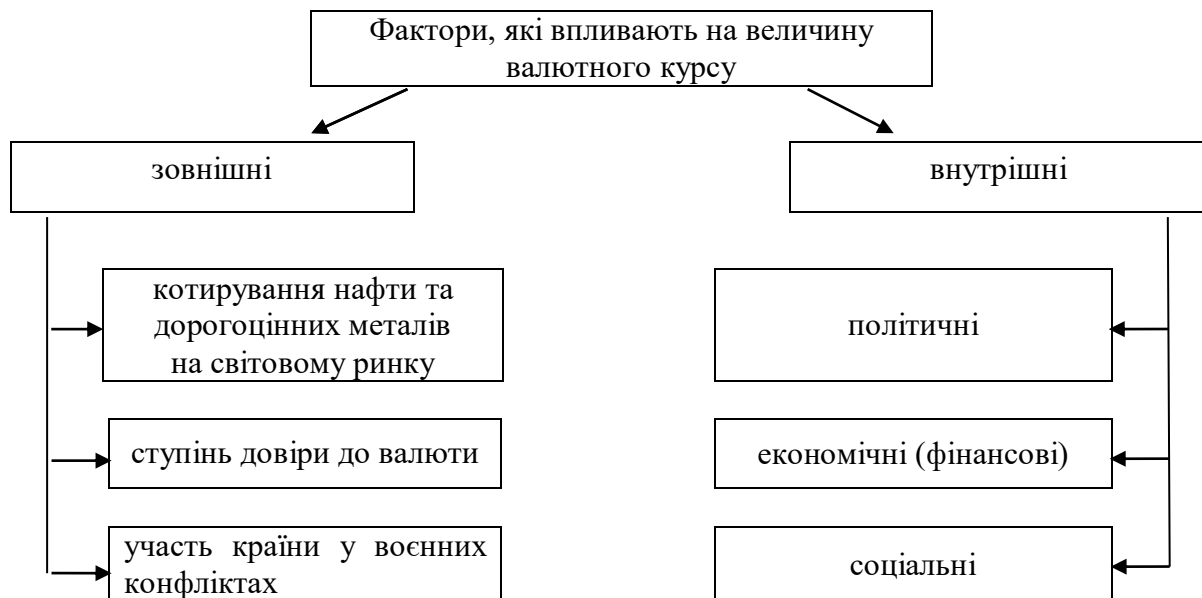 Фактори, які впливають на величину
валютного курсу
зовнішні
внутрішні
котирування нафти та
дорогоцінних металів
на світовому ринку
ступінь довіри до валюти
участь країни у воєнних
конфліктах
політичні
економічні (фінансові)
соціальні